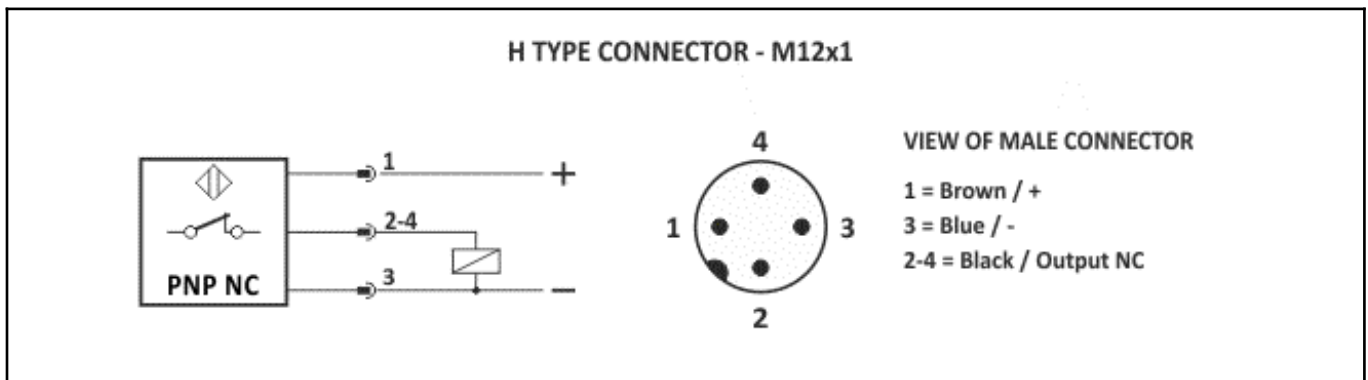 H TYPE CONNECTOR - M12x1
1
+
2-4
3
−
PNP NC
4
1
3
2
VIEW OF MALE CONNECTOR
1 = Brown / +
3 = Blue / -
2-4 = Black / Output NC